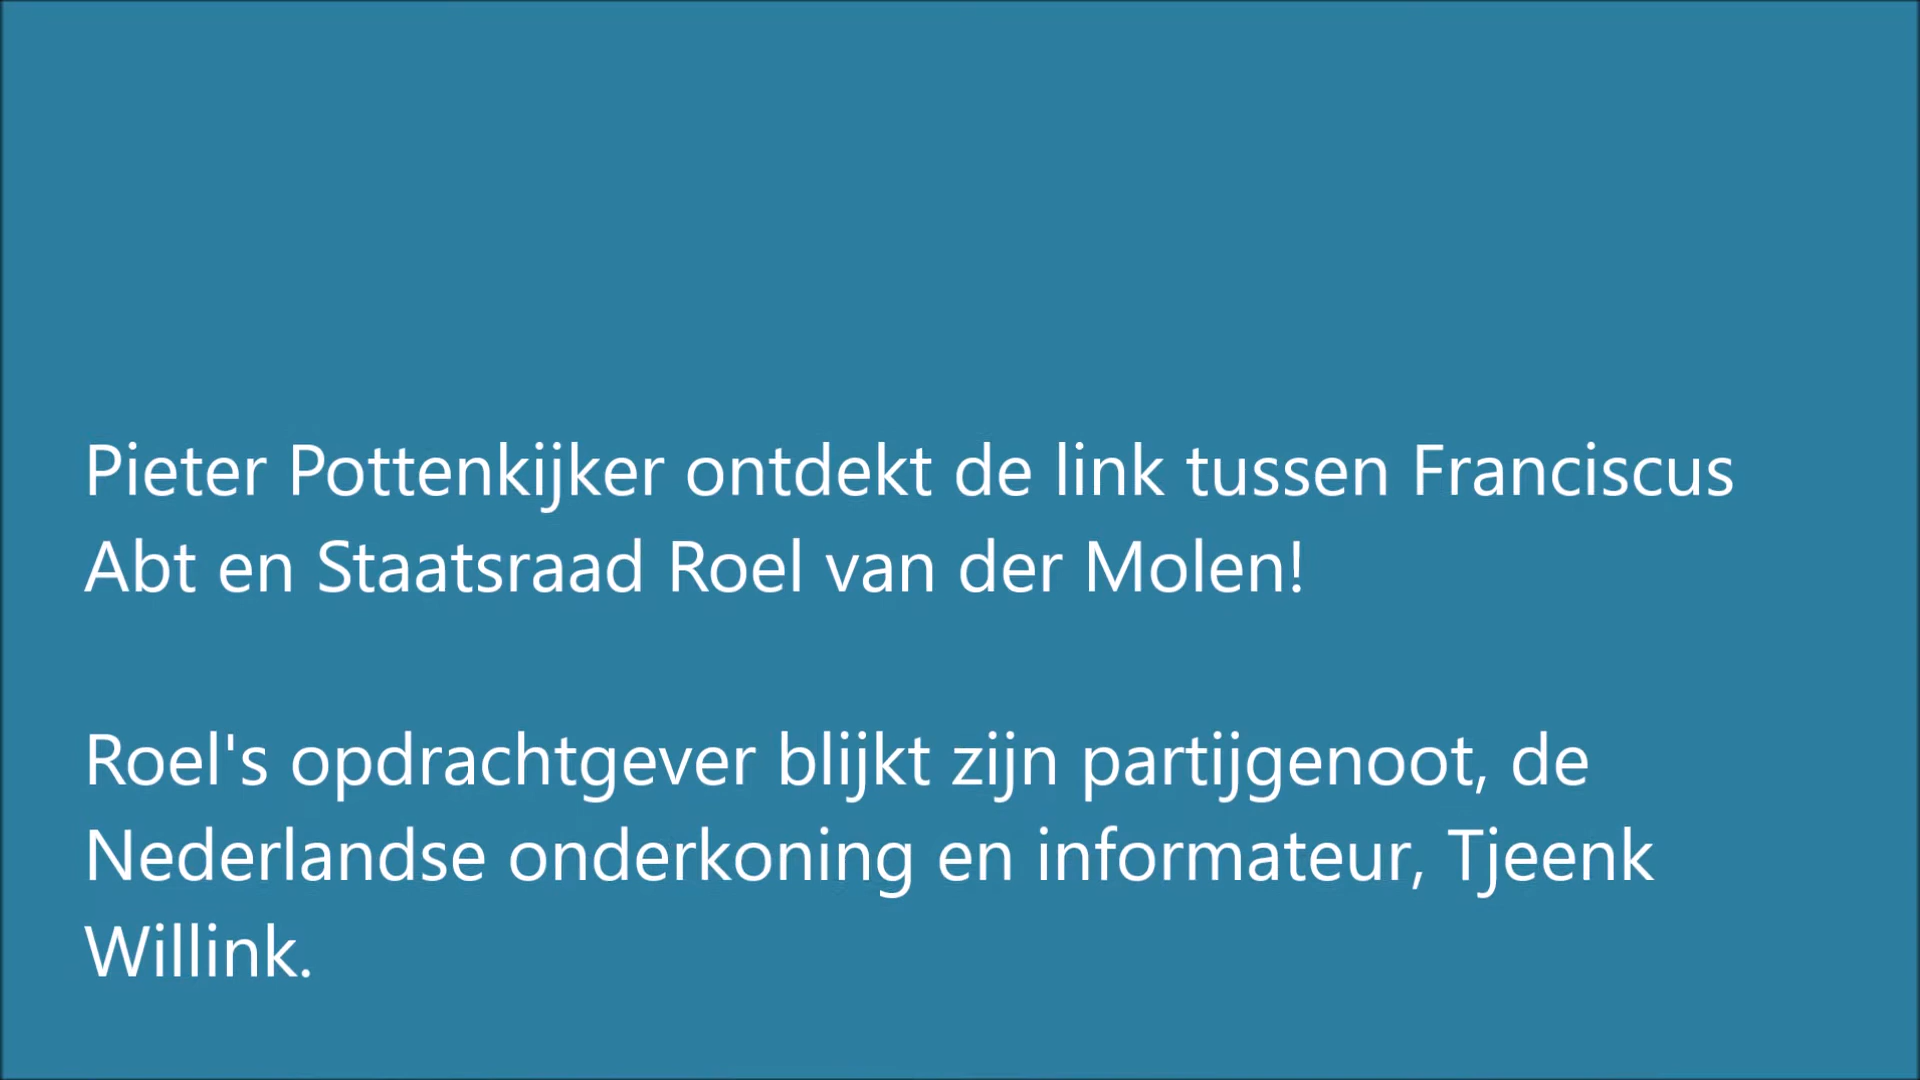 Pieter Pottenkijker ontdekt de link tussen Franciscus
Abt en Staatsraad Roel van der Molen!
Roel's opdrachtgever blijkt zijn partijgenoot, de
Nederlandse onderkoning en informateur, Tjeenk
Willink.